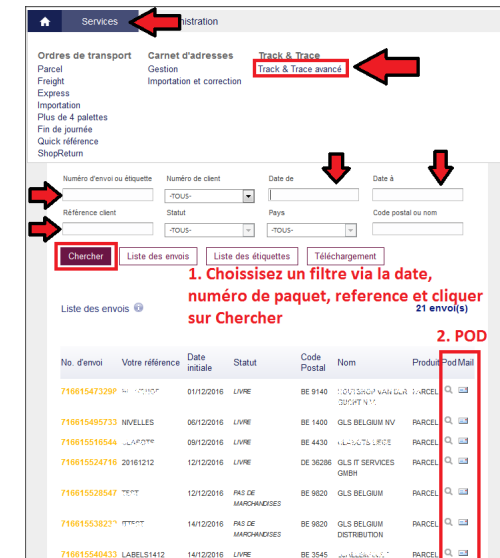 Services
istration
Ordres de transport Carnet d'adresses Track & Trace
Parcel Gestion Track & Trace avancé
Freight Importation et correction
Express
Importation
Plus de 4 palettes
Fin de journée
Quick référence
ShopReturn
Numéro d'envoi ou étiquette Numéro de client Date de Date à
-TOUS-
Référence client Statut Pays Code postal ou nom
-TOUS- -TOUS-
Chercher Liste des envois Liste des étiquettes Téléchargement
1. Choissisez un filtre via la date,
numéro de paquet, reference et cliquer
sur Chercher
Liste des envois 21 envoi(s)
2. POD
No. d'envoi Votre référence Date initiale Statut Code Postal Nom Produit Pod Mail
71661547329 01/12/2016 LIVRE BE 9140 PARCEL
716615495733 NIVELLES 06/12/2016 LIVRE BE 1400 GLS BELGIUM NV PARCEL
716615516544 09/12/2016 LIVRE BE 4430 PARCEL
716615524716 20161212 12/12/2016 LIVRE DE 36286 GLS IT SERVICES GMBH PARCEL
716615528547 12/12/2016 PAS DE MARCHANDISES BE 9820 GLS BELGIUM PARCEL
71661553822 14/12/2016 PAS DE MARCHANDISES BE 9820 GLS BELGIUM DISTRIBUTION PARCEL
716615540433 LABELS1412 14/12/2016 LIVRE BE 3545 PARCEL